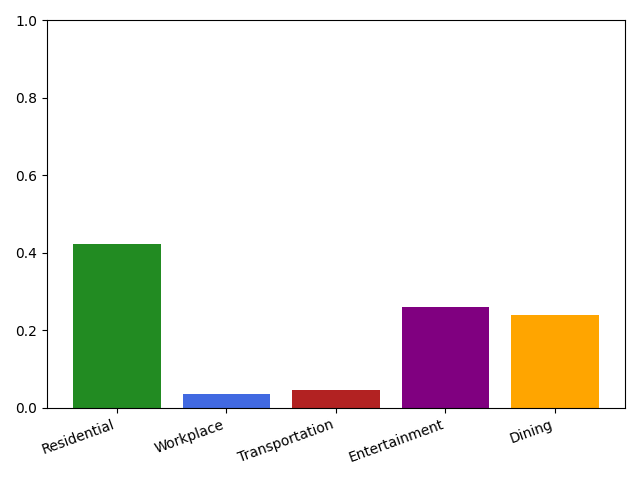 1.0
0.8
0.6
0.4
0.2
0.0
Residential
Workplace
Transportation
Entertainment
Dining